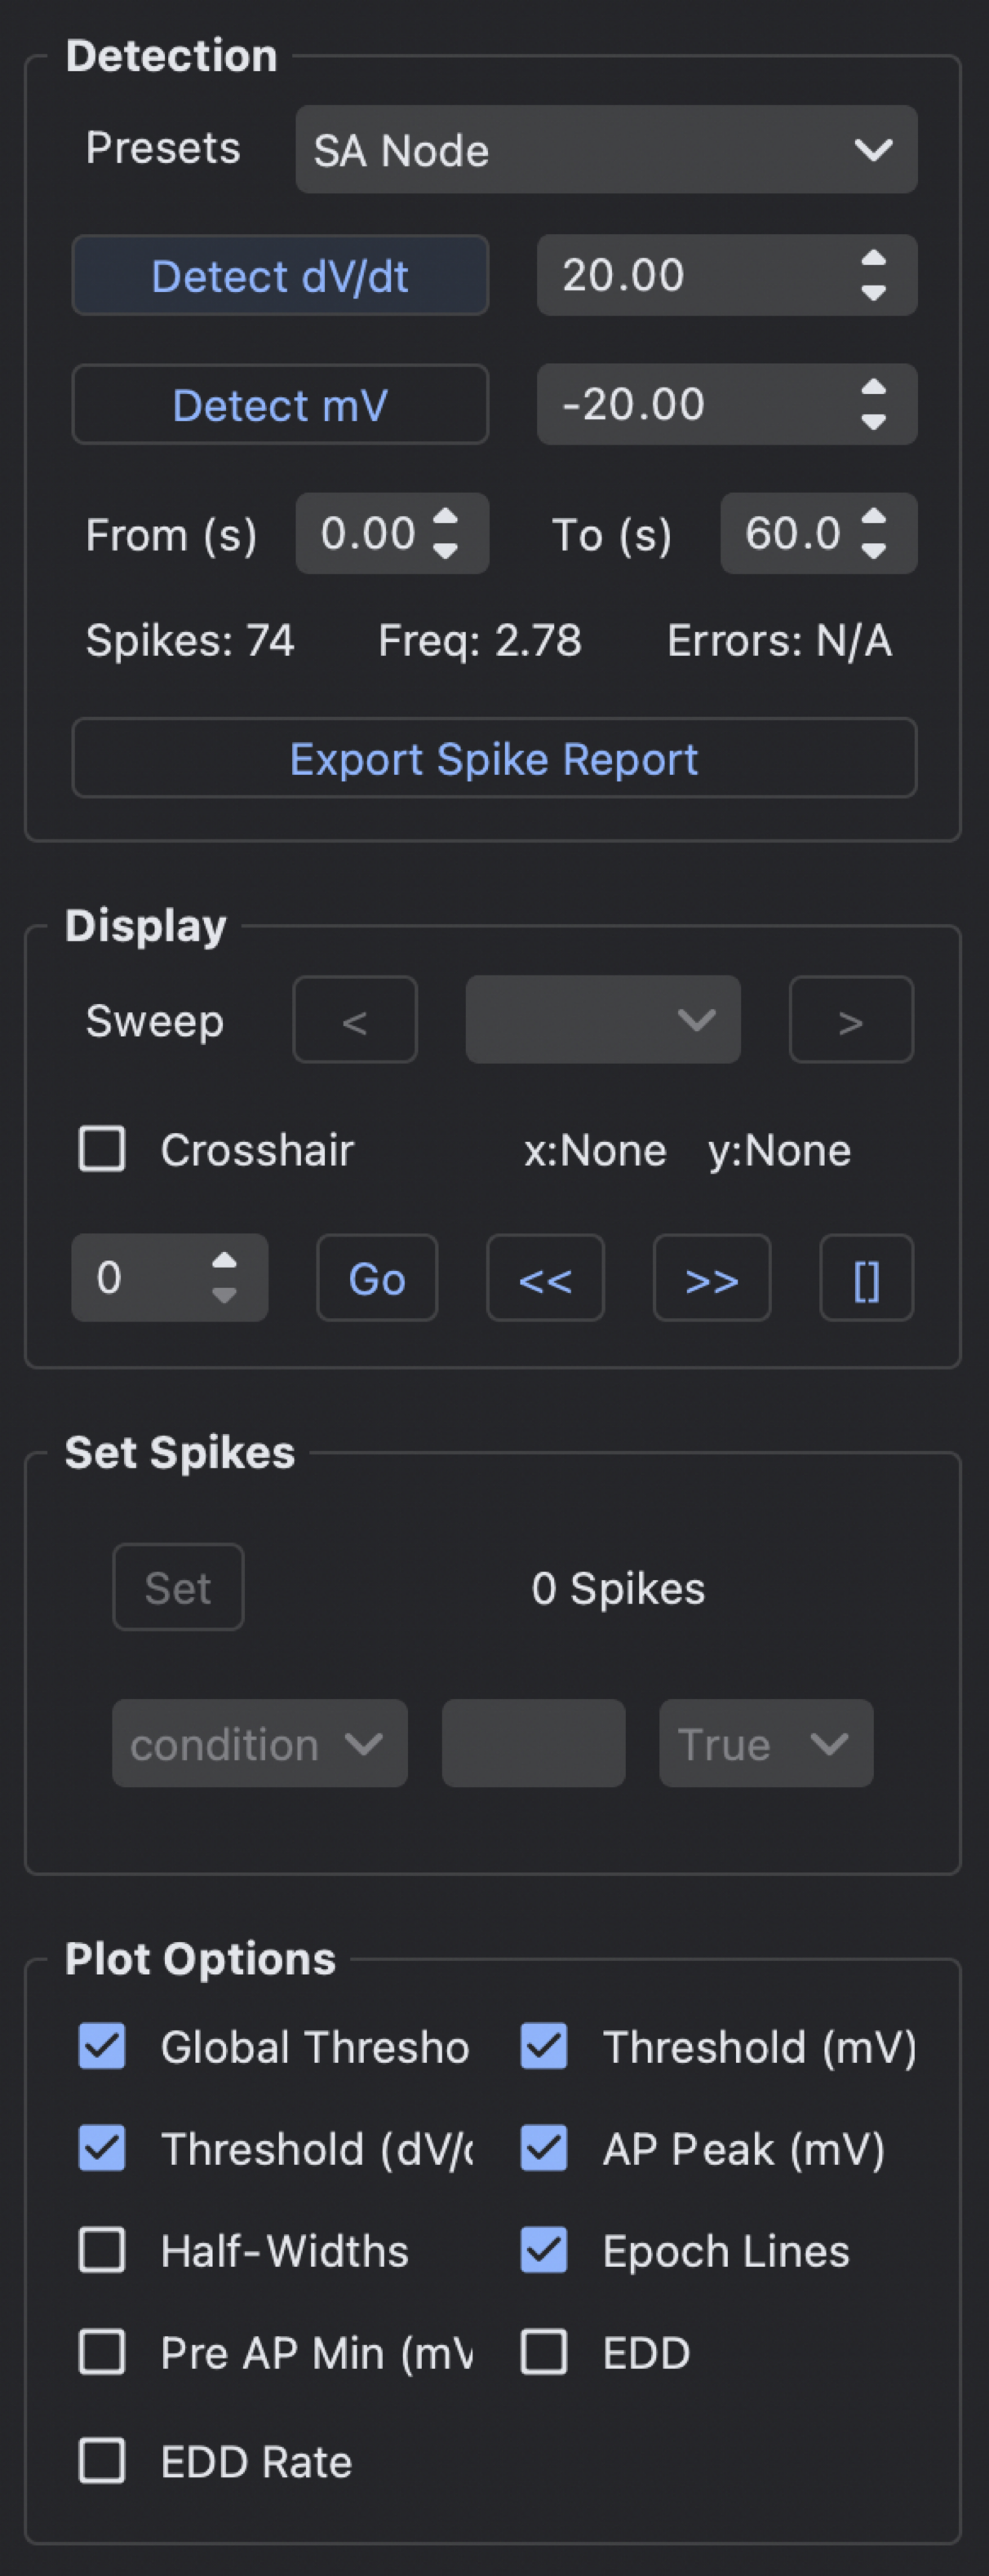 Detection
Presets SA Node
Detect dV/dt 20.00
Detect mV -20.00
From (s) 0.00 To (s) 60.0
Spikes: 74 Freq: 2.78 Errors: N/A
Export Spike Report
Display
Sweep < >
Crosshair x:None y:None
0 Go << >> []
Set Spikes
Set 0 Spikes
condition True
Plot Options
Global Thresho Threshold (mV)
Threshold (dV/ AP Peak (mV)
Half-Widths Epoch Lines
Pre AP Min (mV EDD
EDD Rate